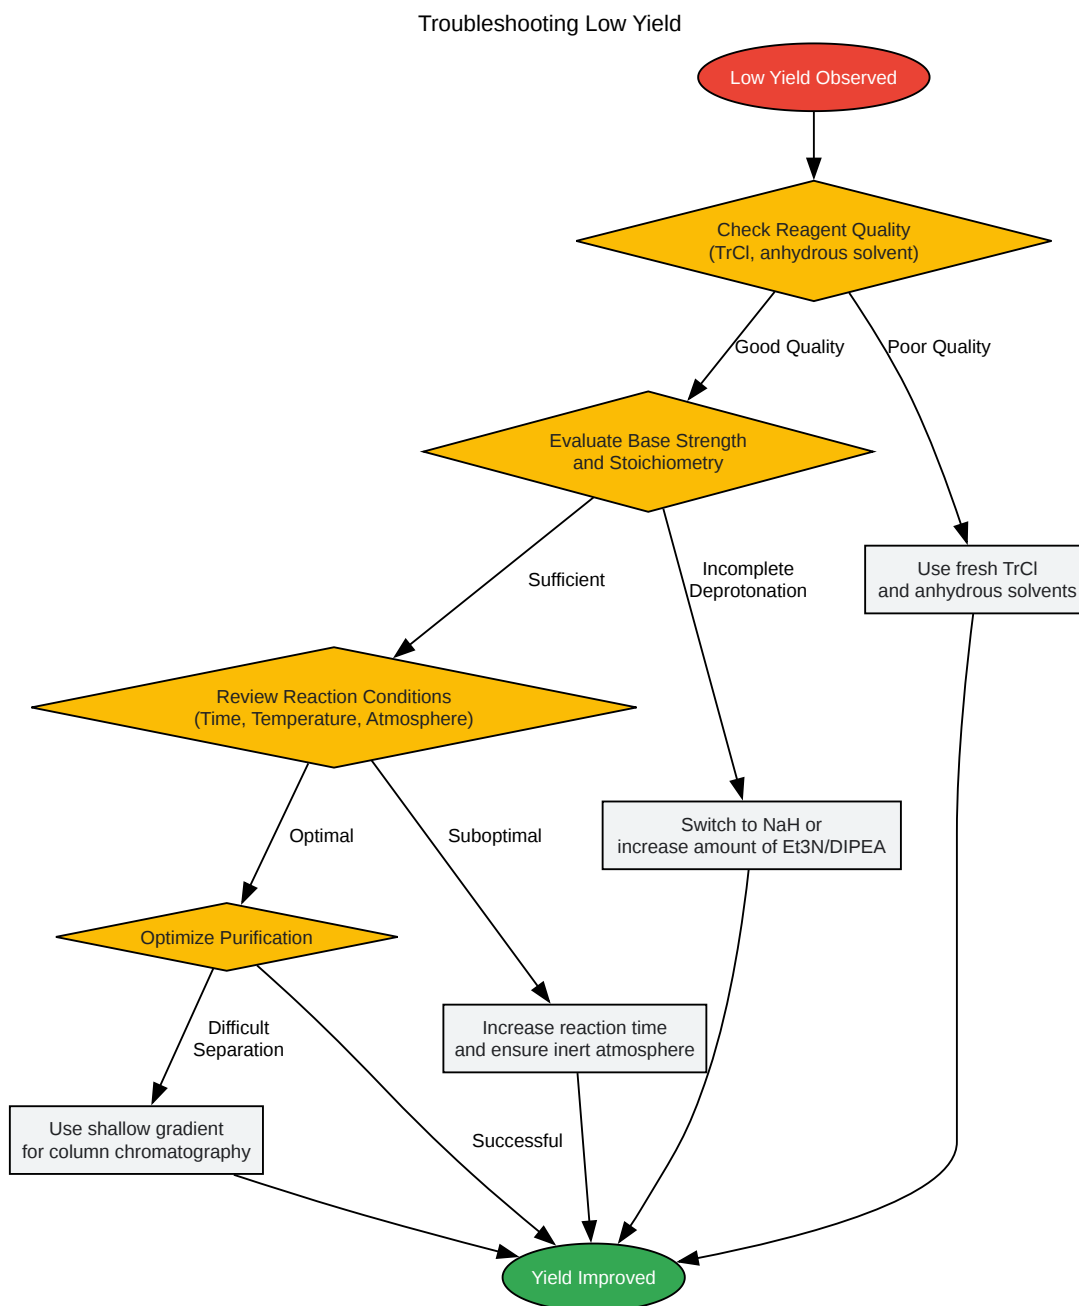 Troubleshooting Low Yield
Low Yield Observed
Check Reagent Quality
(TrCl, anhydrous solvent)
Good Quality
Poor Quality
Evaluate Base Strength
and Stoichiometry
Sufficient
Incomplete
Deprotonation
Use fresh TrCl
and anhydrous solvents
Review Reaction Conditions
(Time, Temperature, Atmosphere)
Optimal
Suboptimal
Switch to NaH or
increase amount of Et3N/DIPEA
Optimize Purification
Difficult
Separation
Increase reaction time
and ensure inert atmosphere
Use shallow gradient
for column chromatography
Successful
Yield Improved